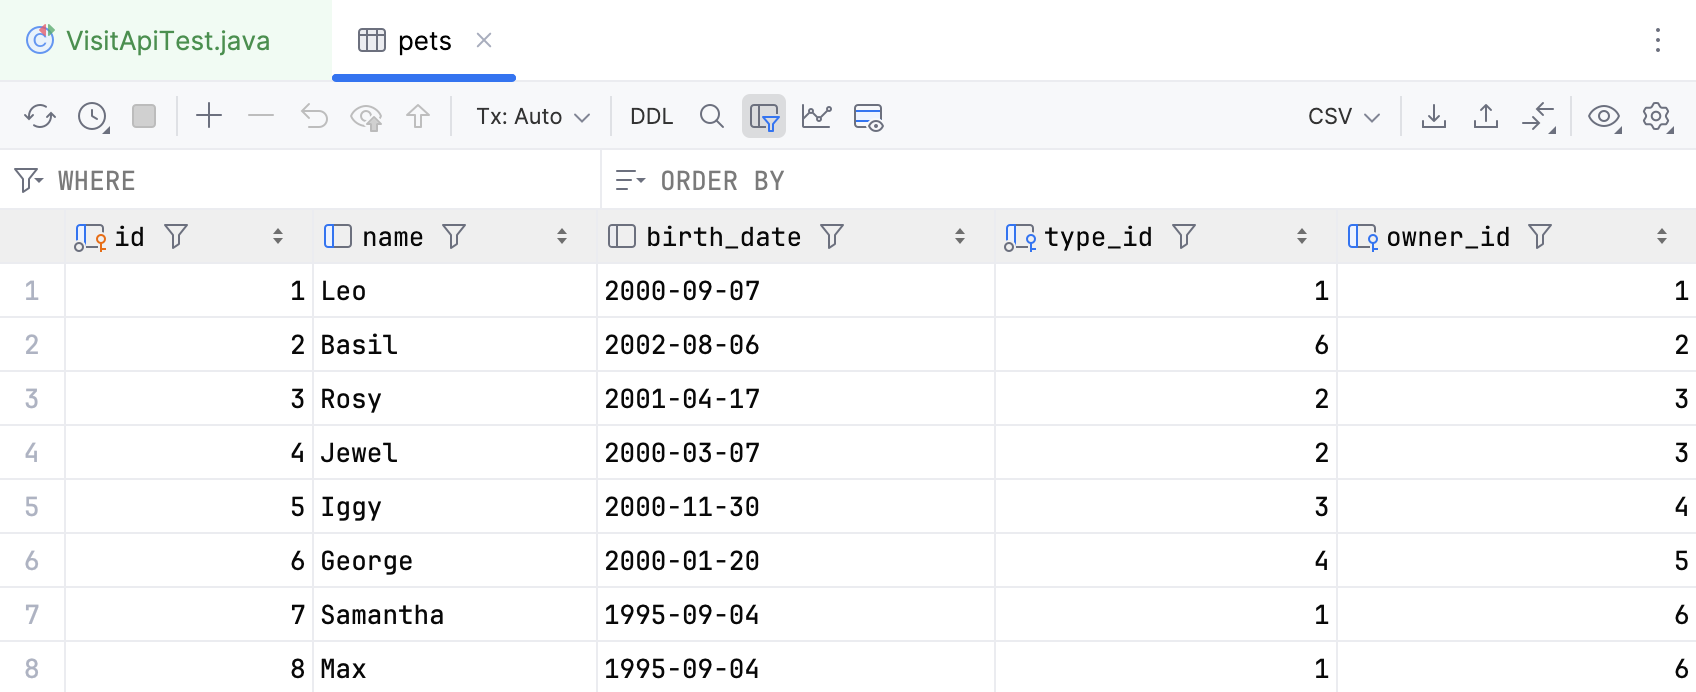 VisitApiTest.java pets
Tx: Auto DDL CSV
WHERE ORDER BY
id name birth_date type_id owner_id
1 1 Leo 2000-09-07 1 1
2 2 Basil 2002-08-06 6 2
3 3 Rosy 2001-04-17 2 3
4 4 Jewel 2000-03-07 2 3
5 5 Iggy 2000-11-30 3 4
6 6 George 2000-01-20 4 5
7 7 Samantha 1995-09-04 1 6
8 8 Max 1995-09-04 1 6